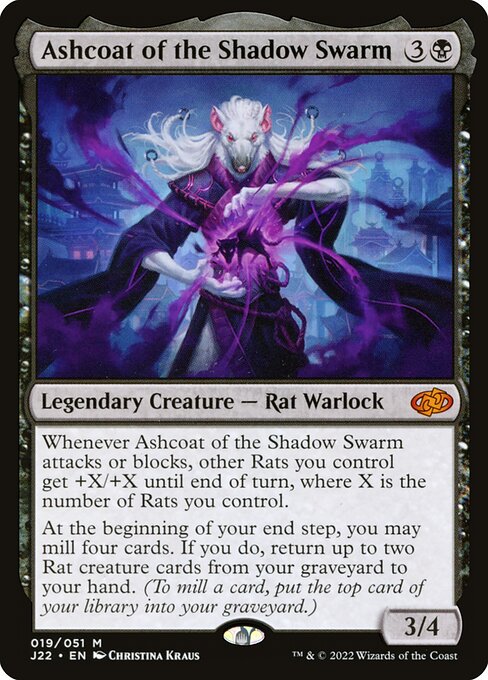 Ashcoat of the Shadow Swarm 3
Legendary Creature — Rat Warlock
Whenever Ashcoat of the Shadow Swarm
attacks or blocks, other Rats you control
get +X/+X until end of turn, where X is the
number of Rats you control.
At the beginning of your end step, you may
mill four cards. If you do, return up to two
Rat creature cards from your graveyard to
your hand. (To mill a card, put the top card of
your library into your graveyard.)
3/4
019/051 M
J22 • EN Christina Kraus
™ & © 2022 Wizards of the Coast